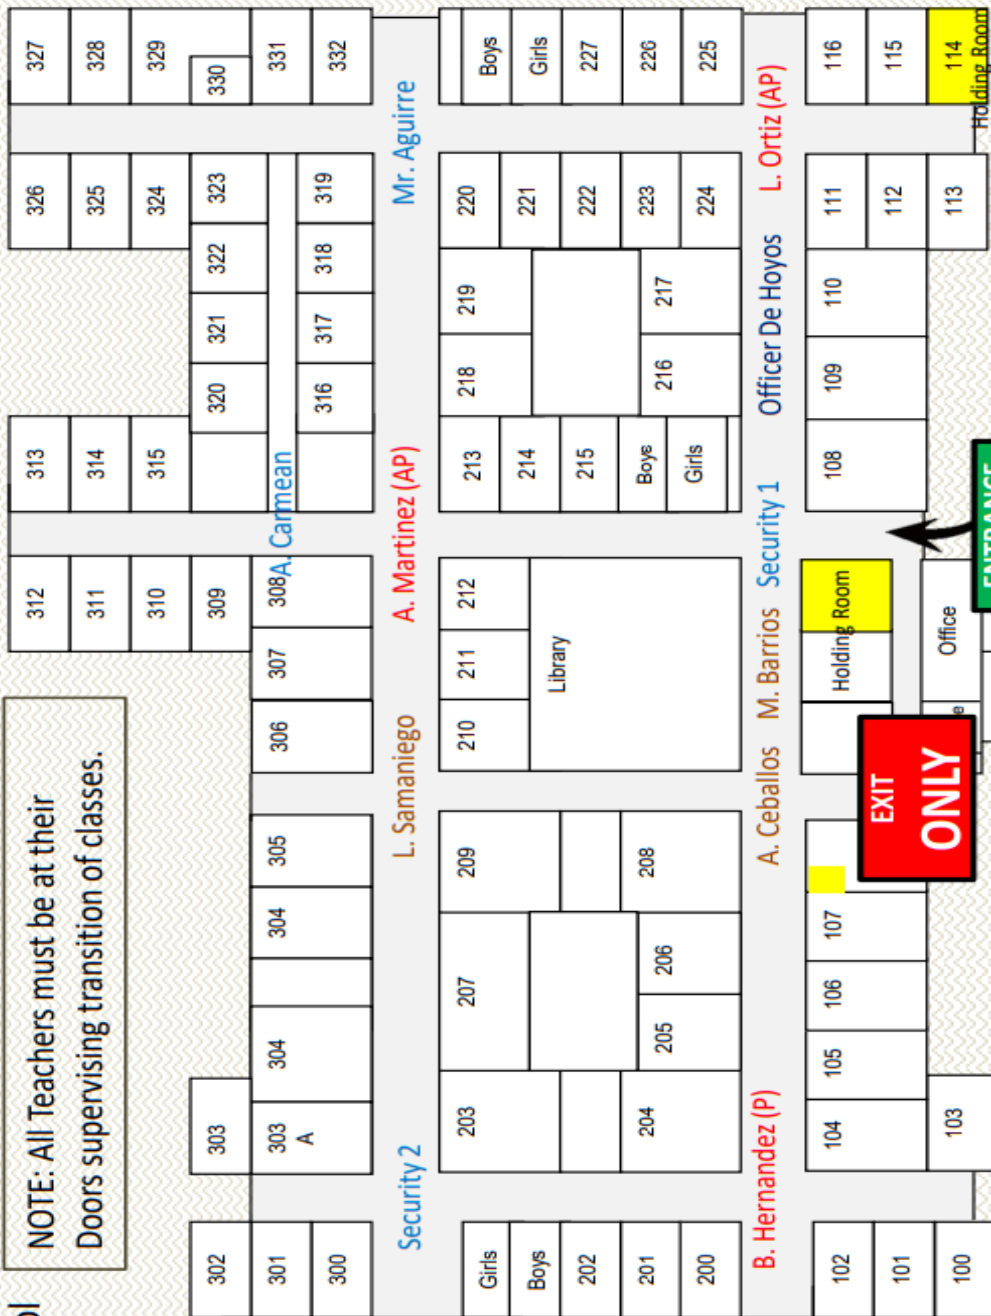 ol
NOTE: All Teachers must be at their
Doors supervising transition of classes.
312
313
326
327
311
314
325
328
310
315
324
329
302
303
309
320
321
322
323
330
301
303
A
304
304
305
306
307
308
A. Carmean
331
300
316
317
318
319
332
Security 2
L. Samaniego
A. Martinez (AP)
Mr. Aguirre
Girls
203
207
209
210
211
212
213
218
219
220
Boys
Boys
Library
214
221
Girls
202
215
222
227
201
204
205
206
208
Boys
216
217
223
226
200
Girls
224
225
B. Hernandez (P)
A. Ceballos
M. Barrios
Security 1
Officer De Hoyos
L. Ortiz (AP)
102
104
105
106
107
Holding Room
108
109
110
111
116
101
EXIT
ONLY
112
115
100
103
e
Office
113
114
Holding Room
ENTRANCE